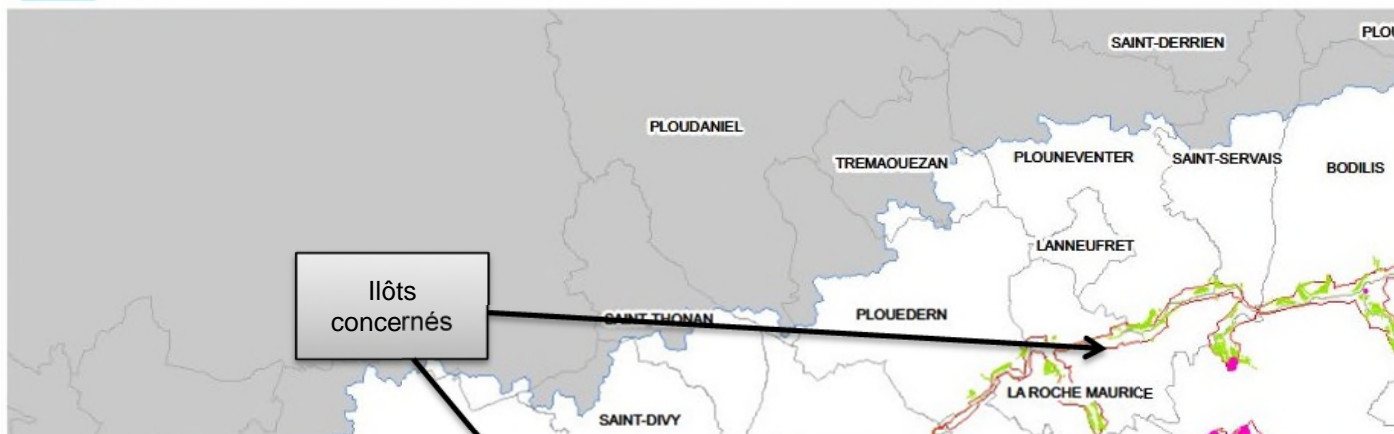 SAINT-DERRIEN
PLOU
PLOUDANIEL
TREMAOUEZAN
PLOUNEVENTER
SAINT-SERVAIS
BODILIS
LANNEUFRET
Ilôts
concernés
SAINT-THONAN
PLOUEDERN
LA ROCHE MAURICE
SAINT-DIVY